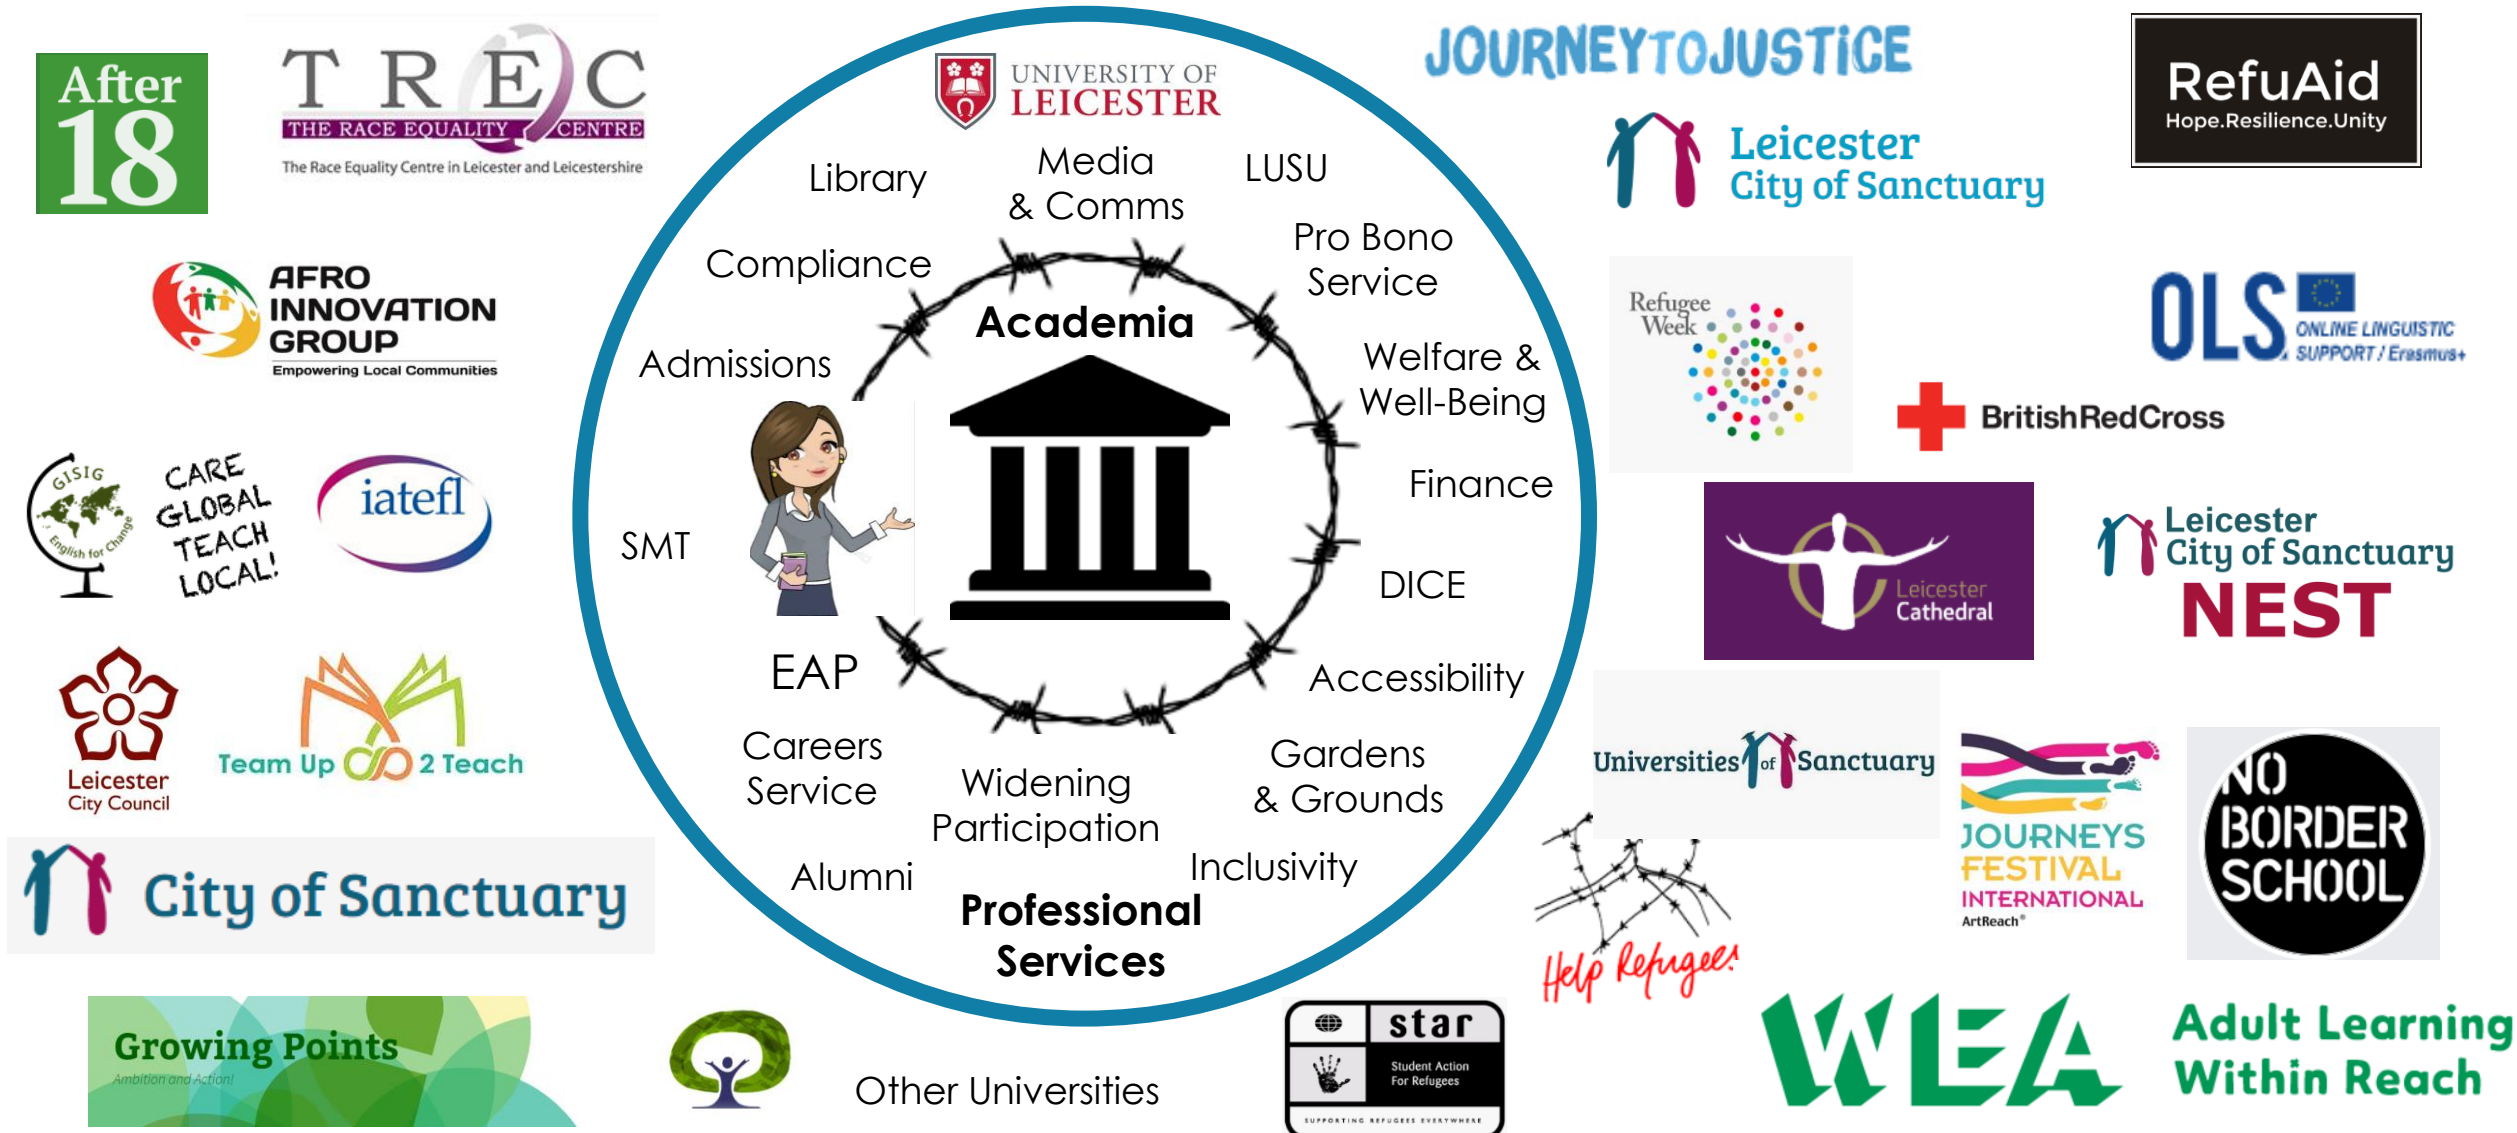 After
18
TREC
THE RACE EQUALITY CENTRE
The Race Equality Centre in Leicester and Leicestershire
AFRO
INNOVATION
GROUP
Empowering Local Communities
GISIG
English for Change
CARE
GLOBAL
TEACH
LOCAL!
iatefl
Leicester
City Council
Team Up 2 Teach
City of Sanctuary
Growing Points
Ambition and Action!
UNIVERSITY OF
LEICESTER
Library
Media
& Comms
LUSU
Compliance
Pro Bono
Service
Admissions
Academia
Welfare &
Well-Being
Finance
SMT
DICE
EAP
Accessibility
Careers
Service
Widening
Participation
Gardens
& Grounds
Alumni
Inclusivity
Professional
Services
Other Universities
star
Student Action
For Refugees
SUPPORTING REFUGEES EVERYWHERE
JOURNEYTOJUSTiCE
Leicester
City of Sanctuary
RefuAid
Hope.Resilience.Unity
Refugee
Week
OLS
ONLINE LINGUISTIC
SUPPORT / Erasmus+
BritishRedCross
Leicester
Cathedral
Leicester
City of Sanctuary
NEST
Universities of Sanctuary
JOURNEYS
FESTIVAL
INTERNATIONAL
ArtReach®
NO
BORDER
SCHOOL
Help Refugees
WEA
Adult Learning
Within Reach